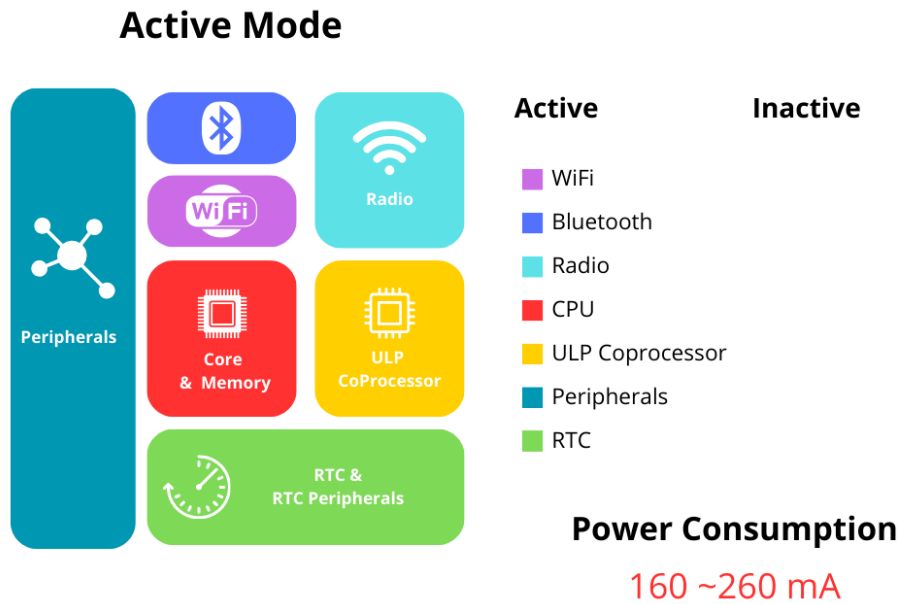 Active Mode
Peripherals
Wi Fi
Radio
Core
& Memory
ULP
CoProcessor
RTC &
RTC Peripherals
Active
Inactive
WiFi
Bluetooth
Radio
CPU
ULP Coprocessor
Peripherals
RTC
Power Consumption
160 ~260 mA